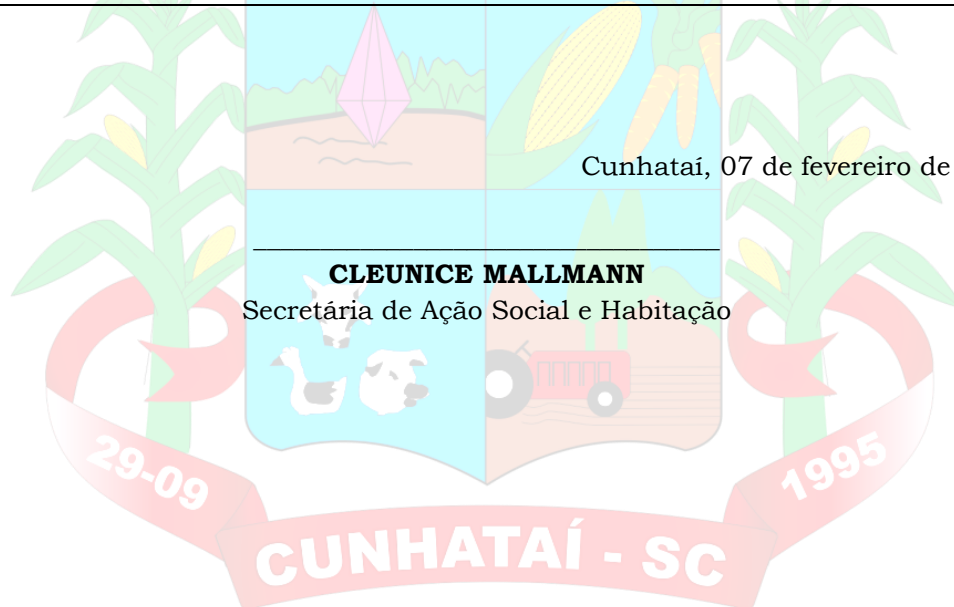 Cunhataí, 07 de fevereiro de
CLEUNICE MALLMANN
Secretária de Ação Social e Habitação
29-09
1995
CUNHATAÍ - SC